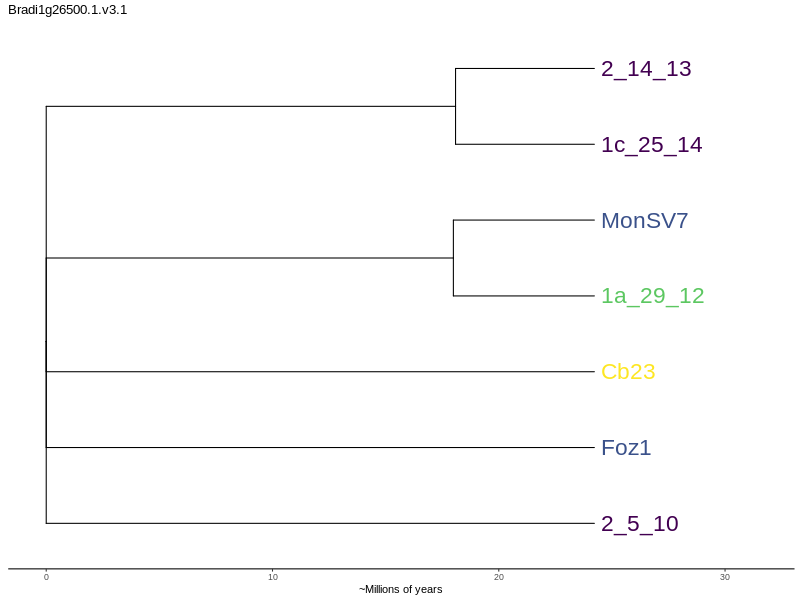 Bradi1g26500.1.v3.1
2_14_13
1c_25_14
MonSV7
1a_29_12
Cb23
Foz1
2_5_10
0 10 20 30
~Millions of years